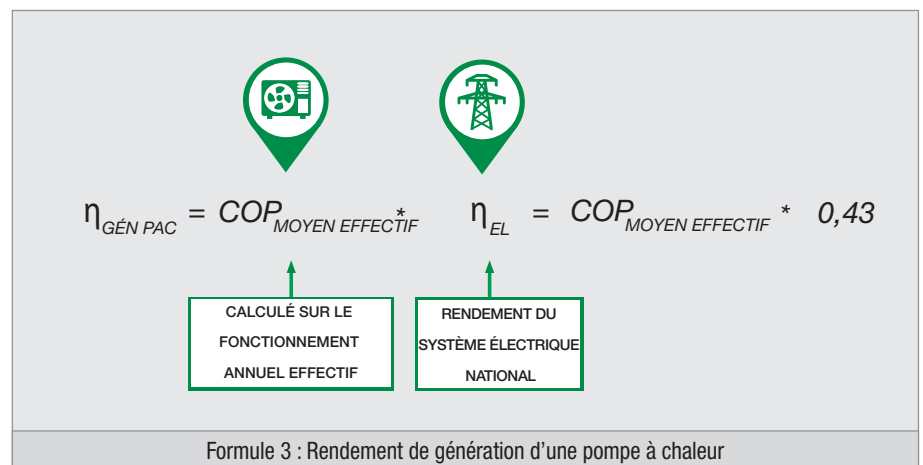 η GÉN PAC = COP MOYEN EFFECTIF * η EL = COP MOYEN EFFECTIF * 0,43
CALCULÉ SUR LE
FONCTIONNEMENT
ANNUEL EFFECTIF
RENDEMENT DU
SYSTÈME ÉLECTRIQUE
NATIONAL
Formule 3 : Rendement de génération d’une pompe à chaleur